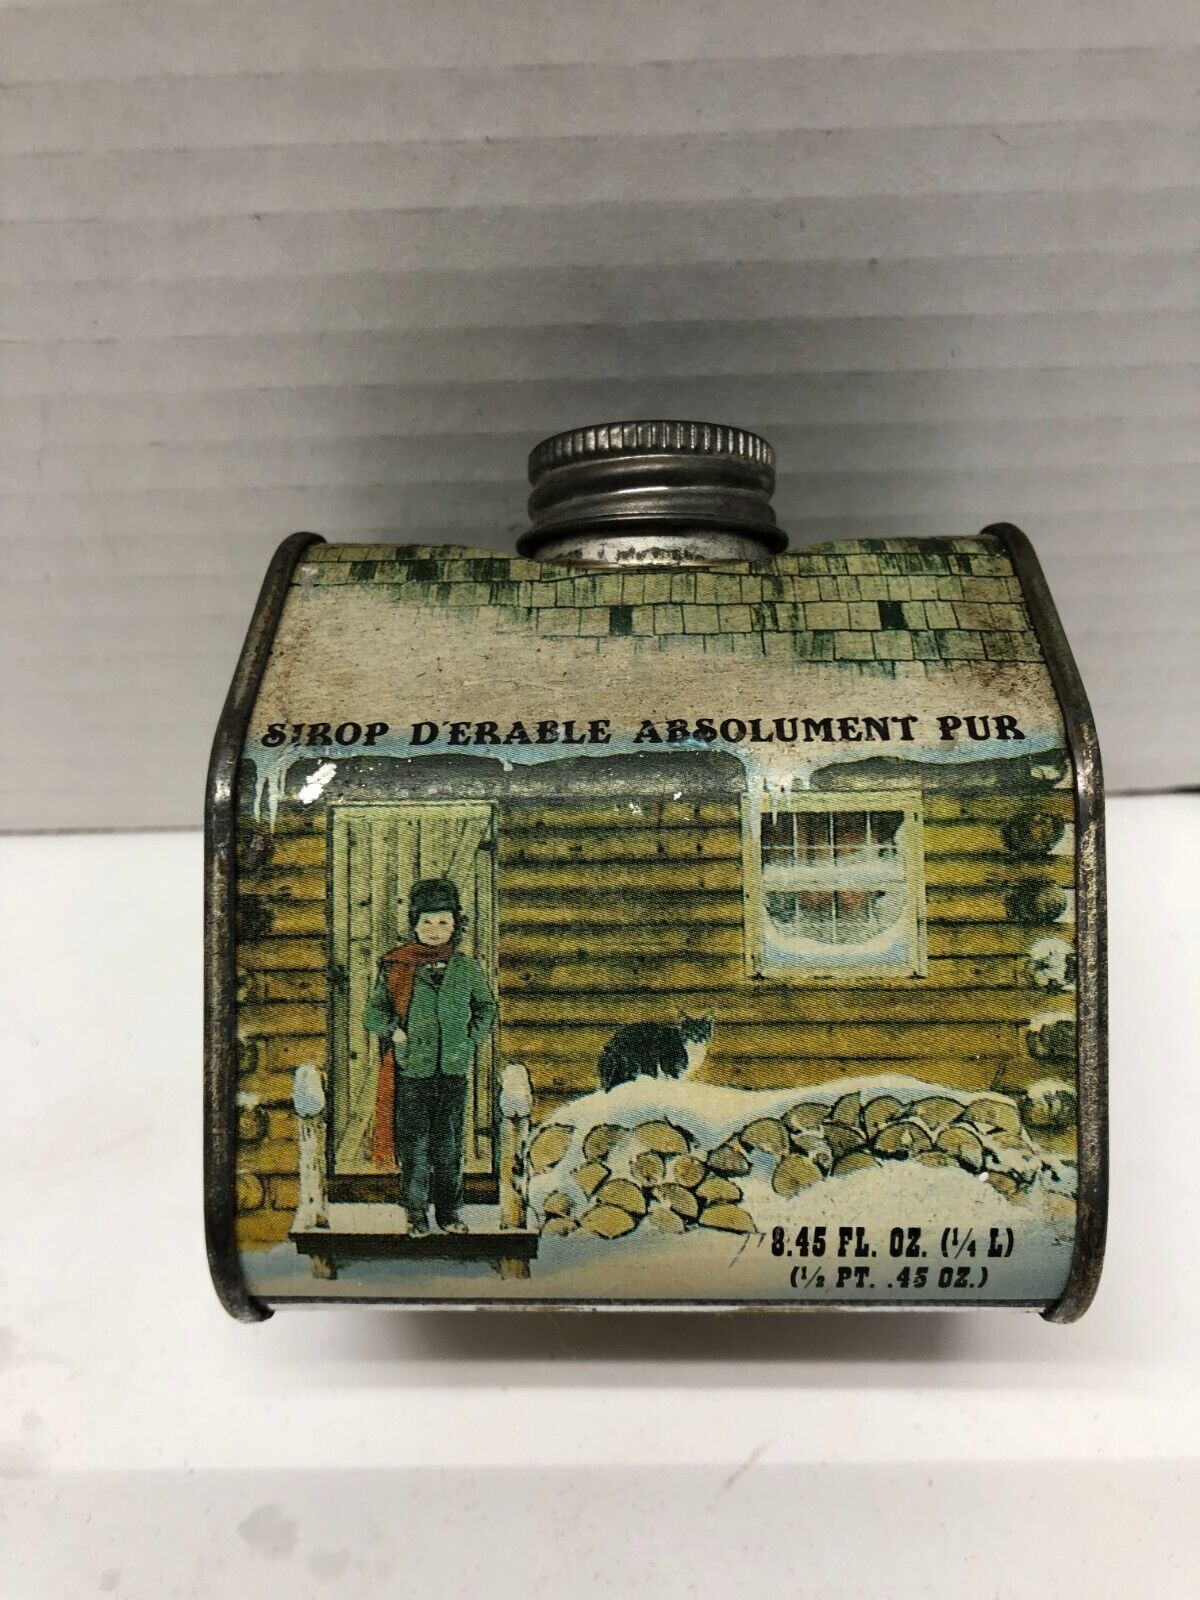 SIROP D'ERABLE ABSOLUMENT PUR
8.45 FL. OZ. (1/4 L)
(1/2 PT. .45 OZ.)